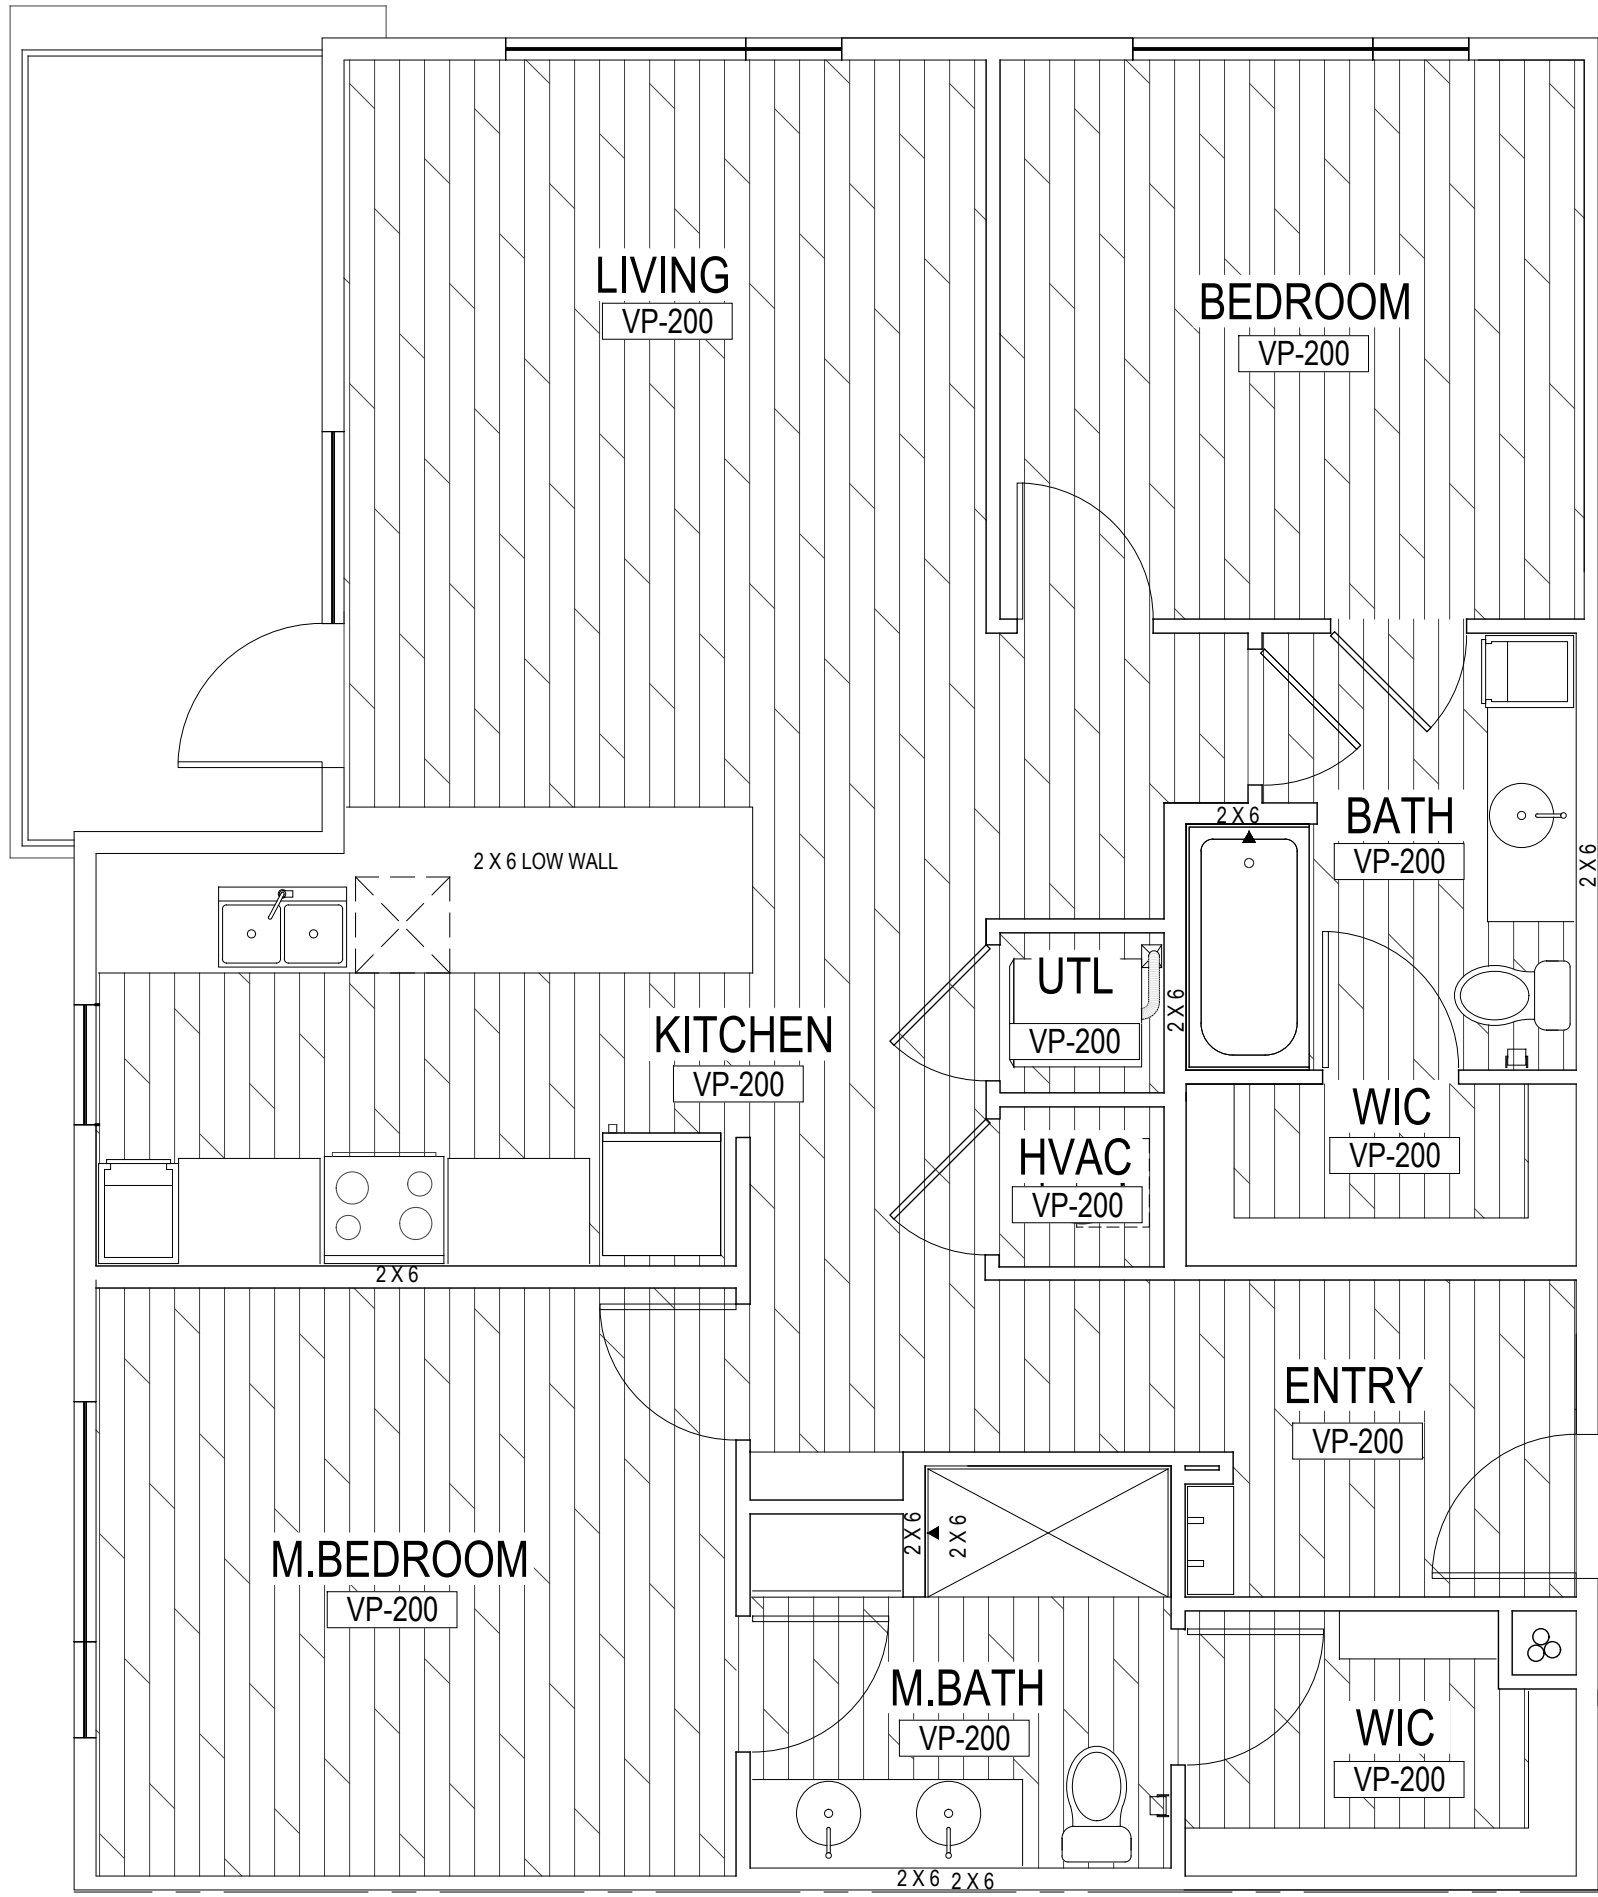 LIVING
VP-200
BEDROOM
VP-200
2 X 6
BATH
VP-200
2 X 6
2 X 6 LOW WALL
UTL
VP-200
2 X 6
KITCHEN
VP-200
WIC
VP-200
HVAC
VP-200
2 X 6
ENTRY
VP-200
2 X 6
2 X 6
M.BEDROOM
VP-200
M.BATH
VP-200
WIC
VP-200
2 X 6
2 X 6